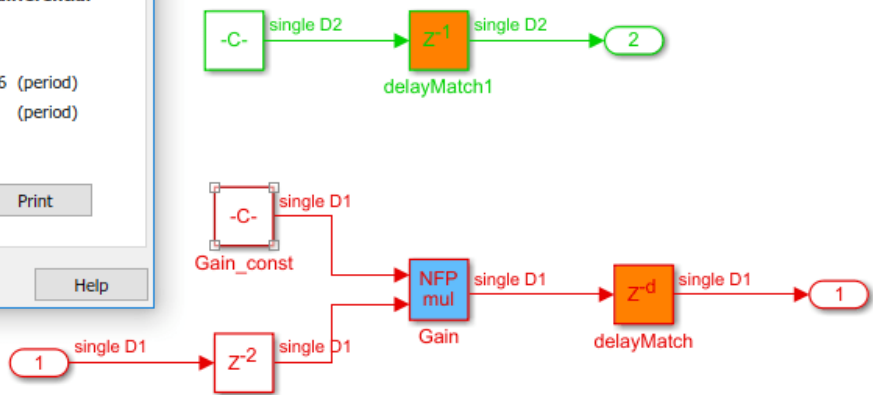 6 (period)
(period)
Print
Help
-C-
single D2
Z-1
single D2
2
delayMatch1
-C-
single D1
Gain_const
NFP
mul
single D1
Z-d
single D1
1
Gain
delayMatch
1
single D1
Z-2
single D1